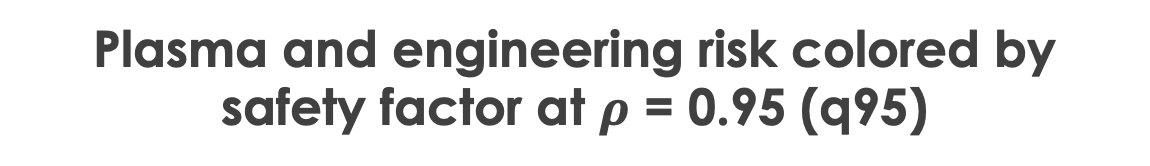 Plasma and engineering risk colored by
safety factor at ρ = 0.95 (q95)